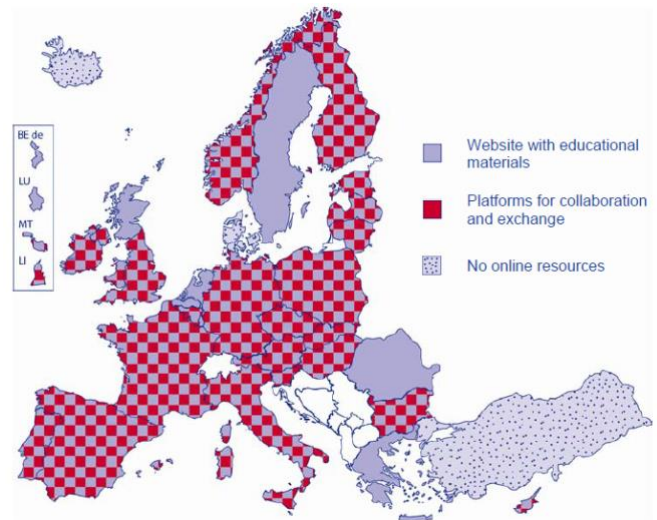 BE de
LU
MT
LI
Website with educational
materials
Platforms for collaboration
and exchange
No online resources